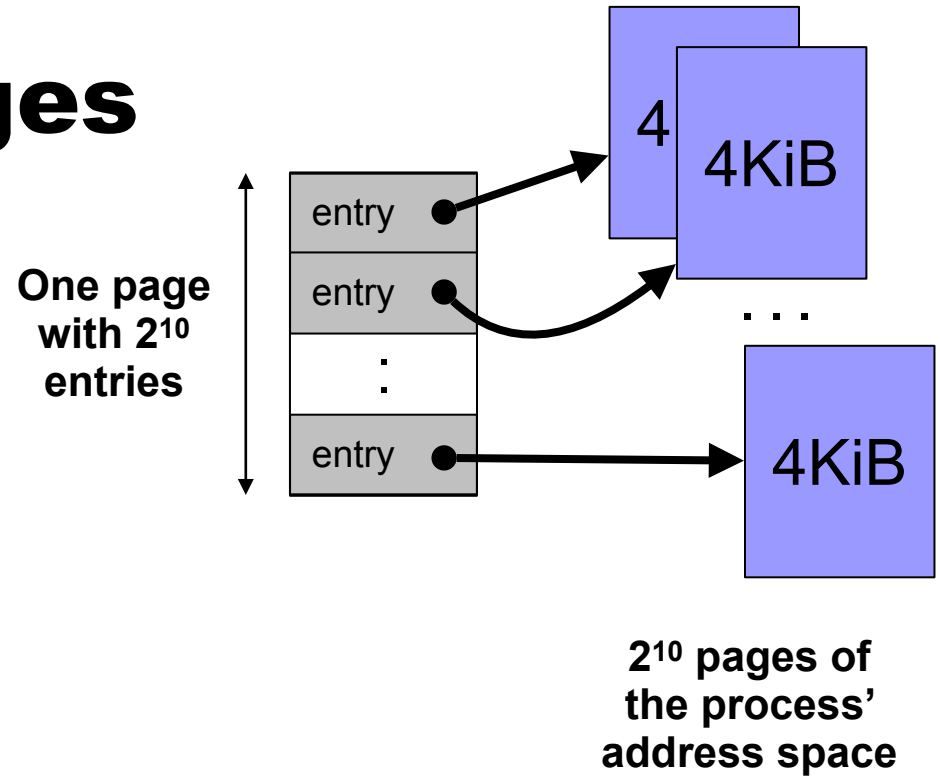 ges
entry
entry
:
entry
One page
with 2¹⁰
entries
4
4KiB
. . .
4KiB
2¹⁰ pages of
the process’
address space